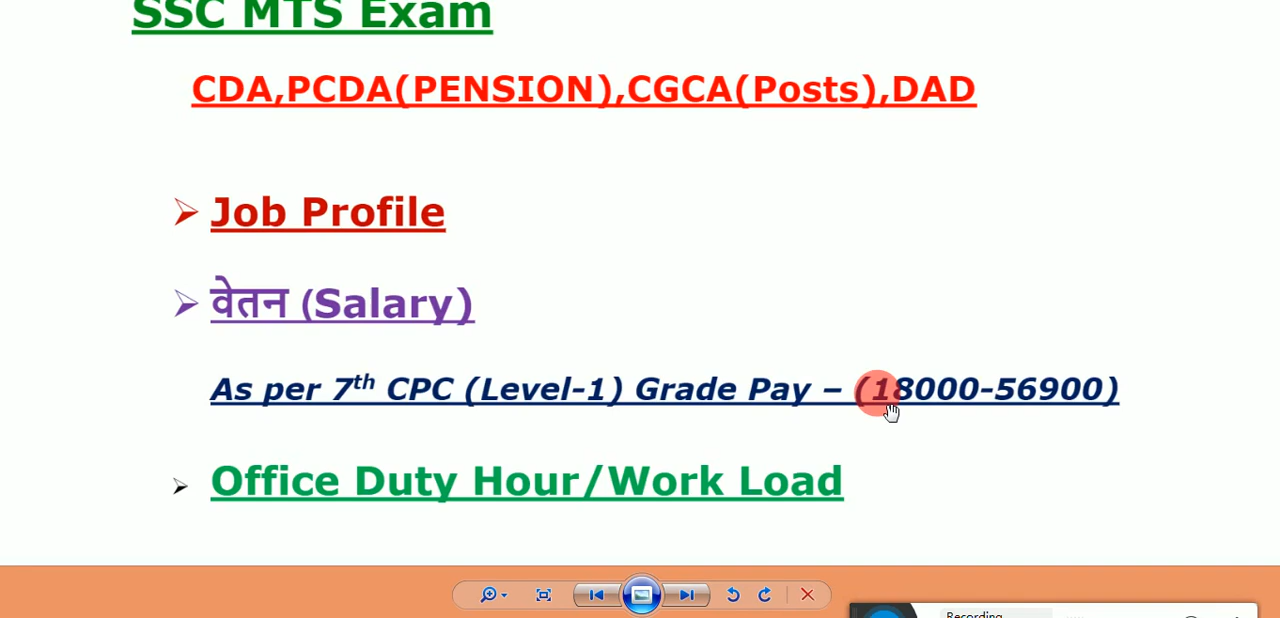 SSC MTS Exam
CDA,PCDA(PENSION),CGCA(Posts),DAD
➢ Job Profile
➢ वेतन (Salary)
As per 7th CPC (Level-1) Grade Pay – (18000-56900)
➢ Office Duty Hour/Work Load
Recording